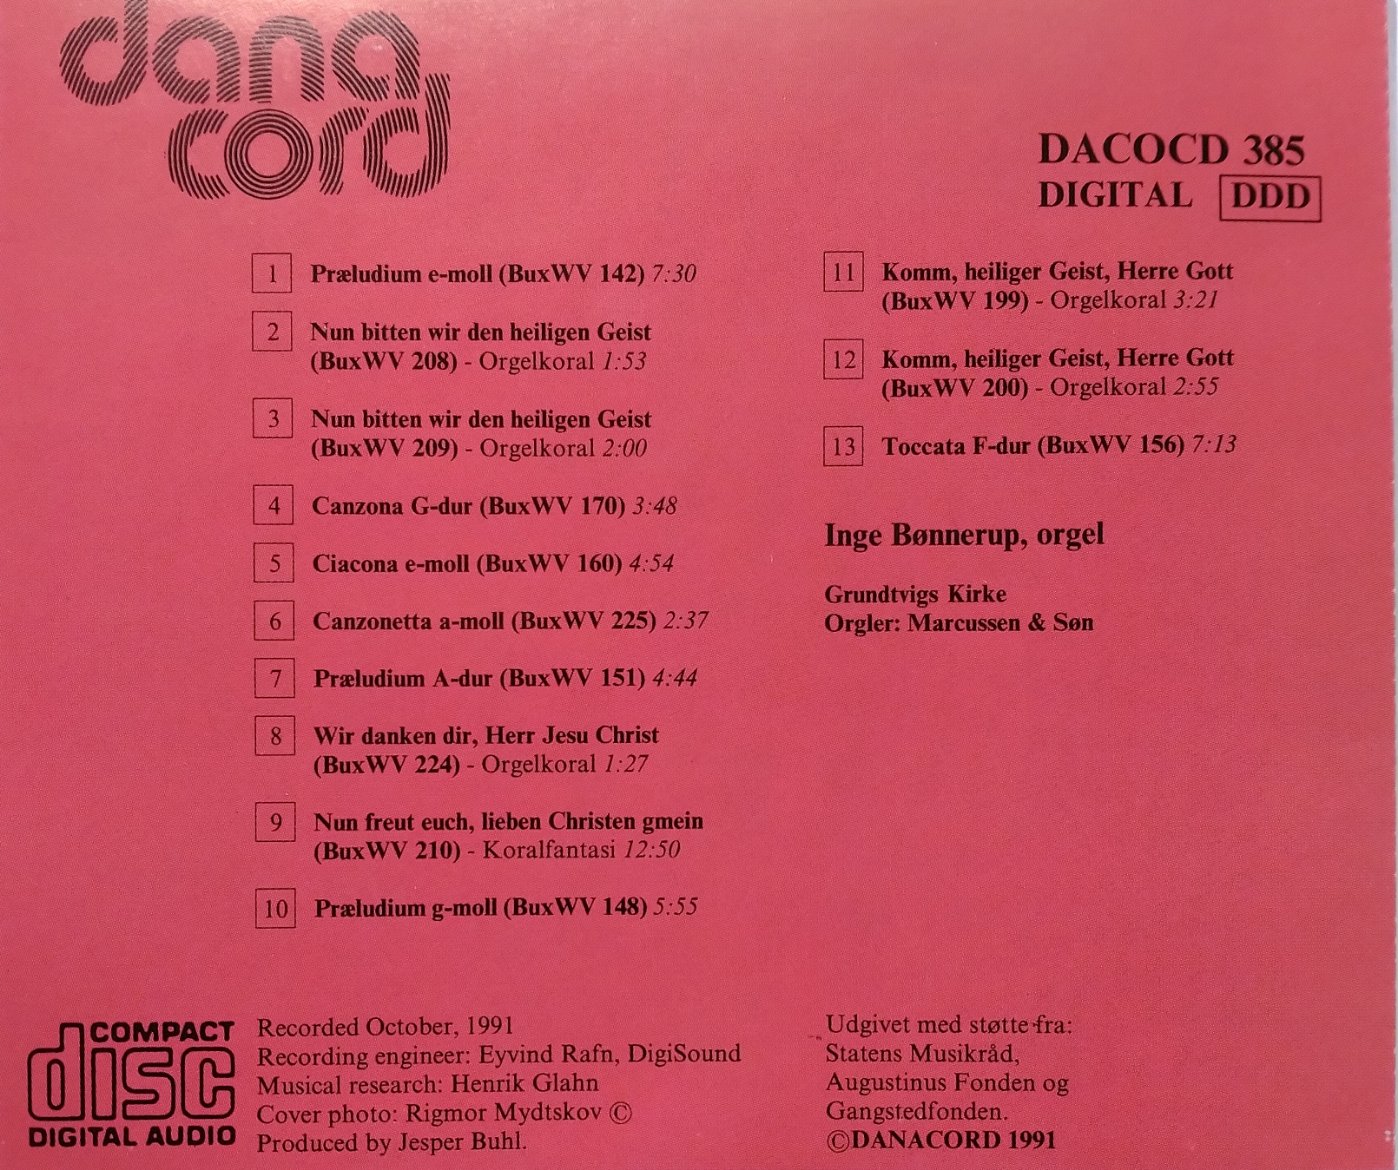 dana
cord
DACOCD 385
DIGITAL DDD
1 Præludium e-moll (BuxWV 142) 7:30
2 Nun bitten wir den heiligen Geist
(BuxWV 208) - Orgelkoral 1:53
3 Nun bitten wir den heiligen Geist
(BuxWV 209) - Orgelkoral 2:00
4 Canzona G-dur (BuxWV 170) 3:48
5 Ciacona e-moll (BuxWV 160) 4:54
6 Canzonetta a-moll (BuxWV 225) 2:37
7 Præludium A-dur (BuxWV 151) 4:44
8 Wir danken dir, Herr Jesu Christ
(BuxWV 224) - Orgelkoral 1:27
9 Nun freut euch, lieben Christen gmein
(BuxWV 210) - Koralfantasi 12:50
10 Præludium g-moll (BuxWV 148) 5:55
11 Komm, heiliger Geist, Herre Gott
(BuxWV 199) - Orgelkoral 3:21
12 Komm, heiliger Geist, Herre Gott
(BuxWV 200) - Orgelkoral 2:55
13 Toccata F-dur (BuxWV 156) 7:13
Inge Bønnerup, orgel
Grundtvigs Kirke
Orgler: Marcussen & Søn
COMPACT
disc
DIGITAL AUDIO
Recorded October, 1991
Recording engineer: Eyvind Rafn, DigiSound
Musical research: Henrik Glahn
Cover photo: Rigmor Mydtskov ©
Produced by Jesper Buhl.
Udgivet med støtte fra:
Statens Musikråd,
Augustinus Fonden og
Gangstedfonden.
©DANACORD 1991